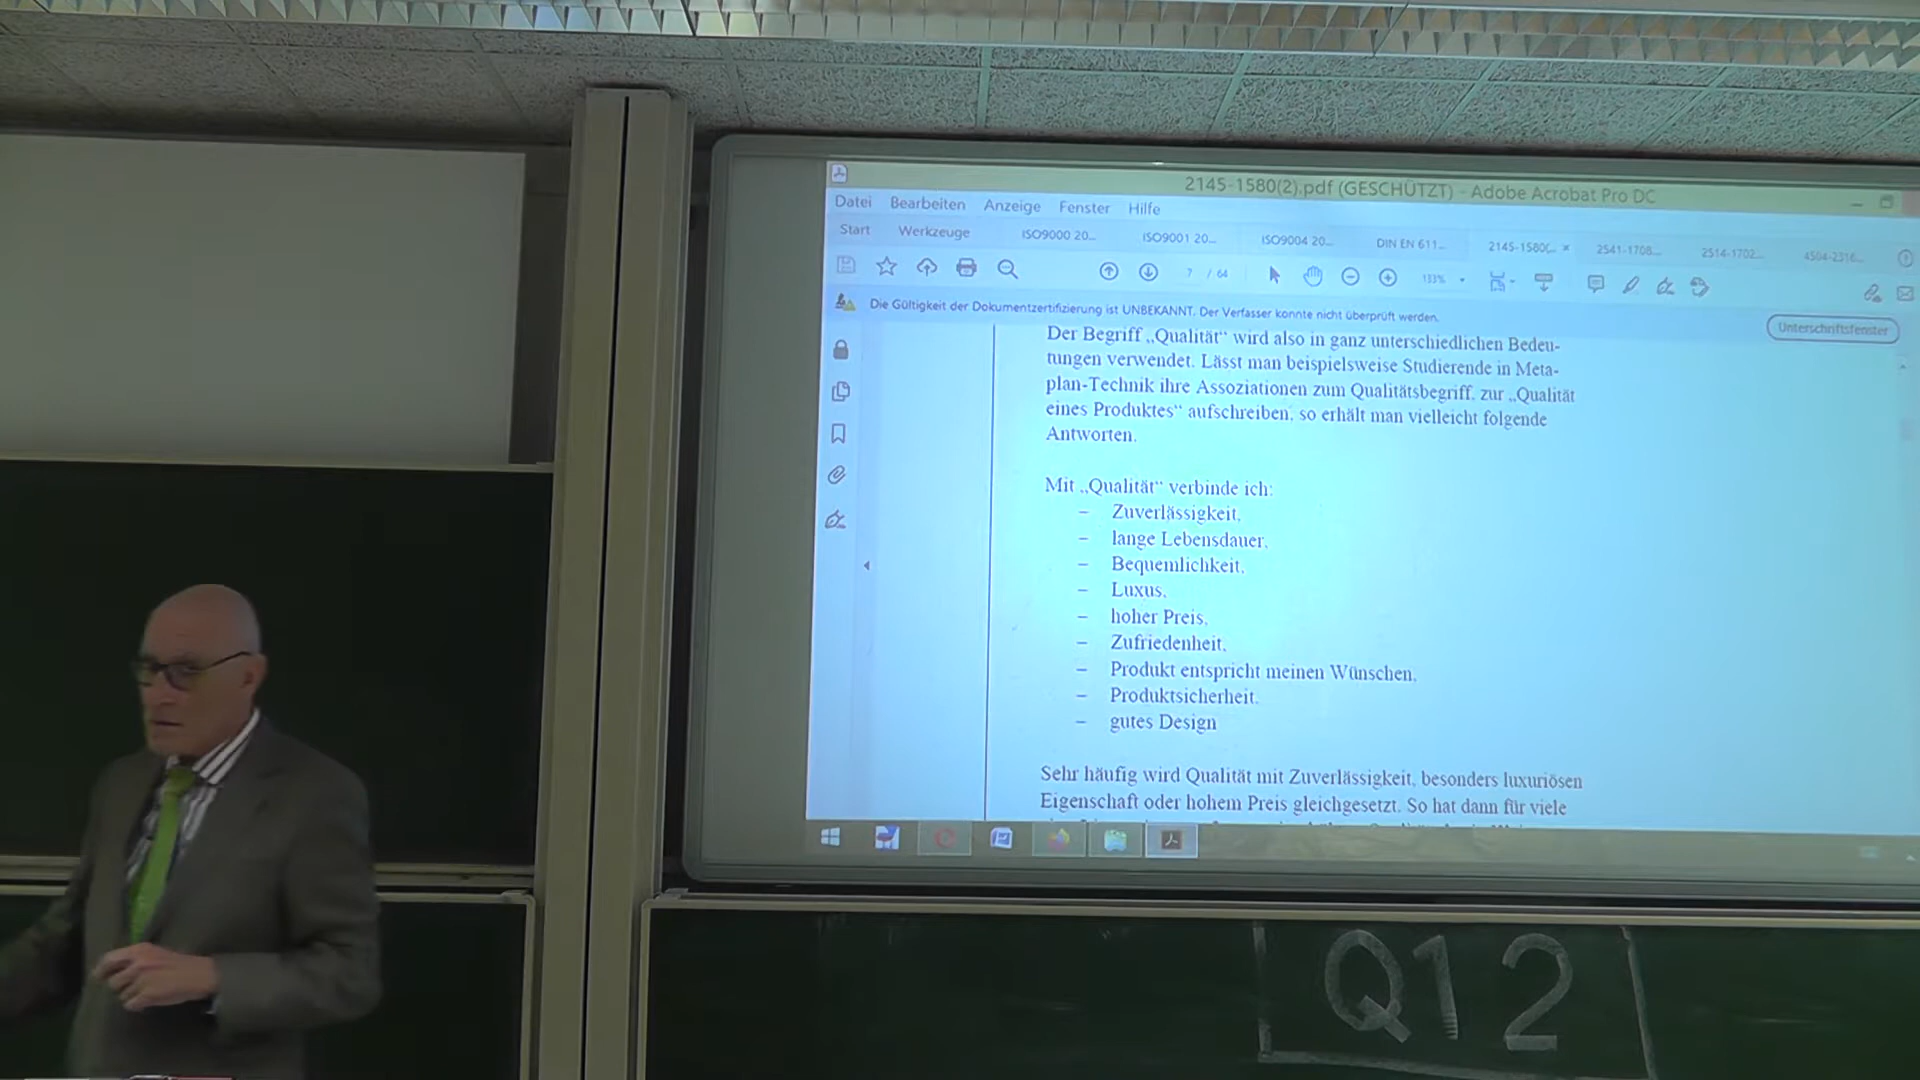 2145-1580(2).pdf (GESCHÜTZT) - Adobe Acrobat Pro DC
Datei Bearbeiten Anzeige Fenster Hilfe
Start Werkzeuge ISO9000 20... ISO9001 20... ISO9004 20... DIN EN 611... 2145-1580(... × 2541-1708... 2514-1702... 4504-2316...
7 / 64 133%
Die Gültigkeit der Dokumentzertifizierung ist UNBEKANNT. Der Verfasser konnte nicht überprüft werden.
Unterschriftsfenster
Der Begriff „Qualität“ wird also in ganz unterschiedlichen Bedeu-
tungen verwendet. Lässt man beispielsweise Studierende in Meta-
plan-Technik ihre Assoziationen zum Qualitätsbegriff, zur „Qualität
eines Produktes“ aufschreiben, so erhält man vielleicht folgende
Antworten.
Mit „Qualität“ verbinde ich:
– Zuverlässigkeit,
– lange Lebensdauer,
– Bequemlichkeit,
– Luxus,
– hoher Preis,
– Zufriedenheit,
– Produkt entspricht meinen Wünschen,
– Produktsicherheit,
– gutes Design
Sehr häufig wird Qualität mit Zuverlässigkeit, besonders luxuriösen
Eigenschaft oder hohem Preis gleichgesetzt. So hat dann für viele
Q12